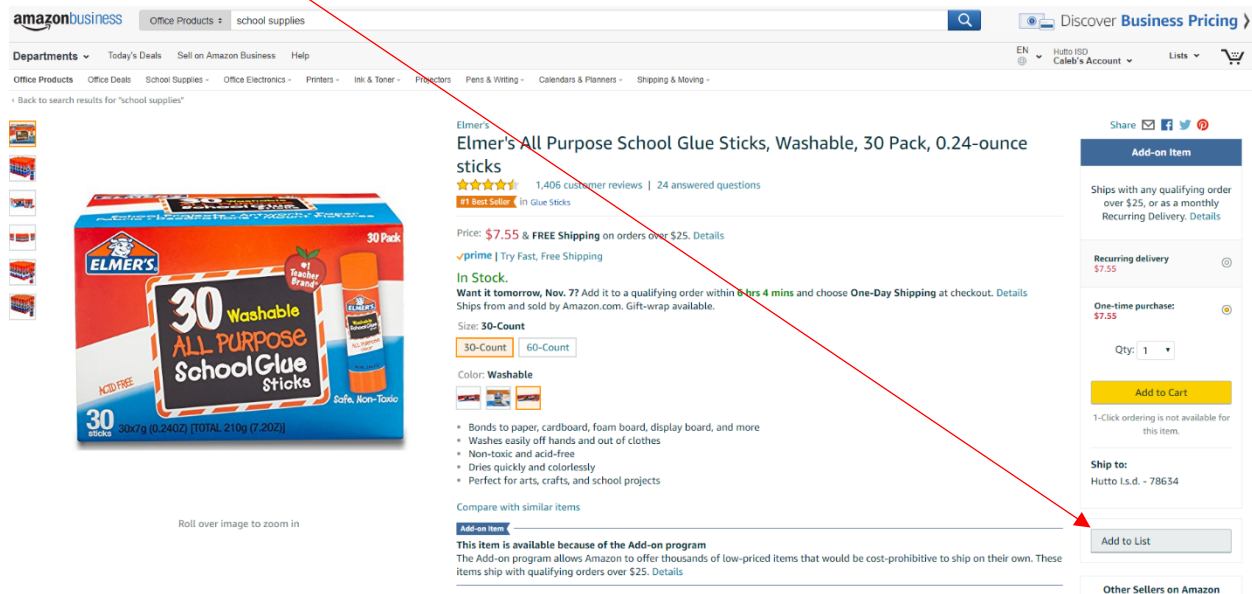 amazonbusiness
Office Products
school supplies
Discover Business Pricing
Departments Today's Deals Sell on Amazon Business Help
EN
Hutto ISD
Caleb's Account
Lists
Office Products Office Deals School Supplies Office Electronics Printers Ink & Toner Projectors Pens & Writing Calendars & Planners Shipping & Moving
‹ Back to search results for "school supplies"
30 Pack
ELMER'S
#1
Teacher
Brand*
30 Washable
ALL PURPOSE
School Glue
Sticks
ELMER'S
ACID FREE
Safe, Non-Toxic
30
sticks
30x7g (0.24OZ) [TOTAL 210g (7.2OZ)]
Roll over image to zoom in
Elmer's
Elmer's All Purpose School Glue Sticks, Washable, 30 Pack, 0.24-ounce
sticks
1,406 customer reviews | 24 answered questions
#1 Best Seller in Glue Sticks
Price: $7.55 & FREE Shipping on orders over $25. Details
prime | Try Fast, Free Shipping
In Stock.
Want it tomorrow, Nov. 7? Add it to a qualifying order within 6 hrs 4 mins and choose One-Day Shipping at checkout. Details
Ships from and sold by Amazon.com. Gift-wrap available.
Size: 30-Count
30-Count 60-Count
Color: Washable
• Bonds to paper, cardboard, foam board, display board, and more
• Washes easily off hands and out of clothes
• Non-toxic and acid-free
• Dries quickly and colorlessly
• Perfect for arts, crafts, and school projects
Compare with similar items
Add-on Item
This item is available because of the Add-on program
The Add-on program allows Amazon to offer thousands of low-priced items that would be cost-prohibitive to ship on their own. These
items ship with qualifying orders over $25. Details
Share
Add-on Item
Ships with any qualifying order
over $25, or as a monthly
Recurring Delivery. Details
Recurring delivery
$7.55
One-time purchase:
$7.55
Qty: 1
Add to Cart
1-Click ordering is not available for
this item.
Ship to:
Hutto I.s.d. - 78634
Add to List
Other Sellers on Amazon